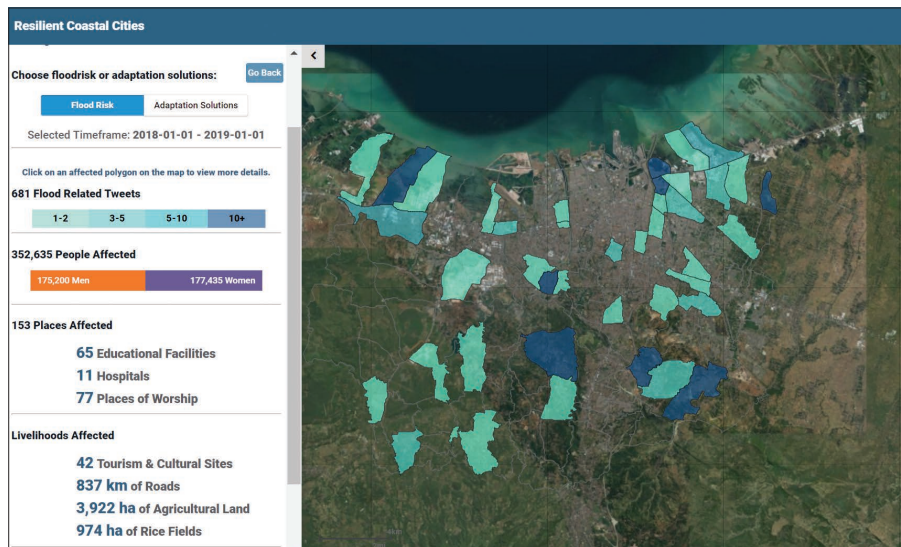 Resilient Coastal Cities
Choose floodrisk or adaptation solutions:
Go Back
Flood Risk
Adaptation Solutions
Selected Timeframe: 2018-01-01 - 2019-01-01
Click on an affected polygon on the map to view more details.
681 Flood Related Tweets
1-2 3-5 5-10 10+
352,635 People Affected
175,200 Men 177,435 Women
153 Places Affected
65 Educational Facilities
11 Hospitals
77 Places of Worship
Livelihoods Affected
42 Tourism & Cultural Sites
837 km of Roads
3,922 ha of Agricultural Land
974 ha of Rice Fields